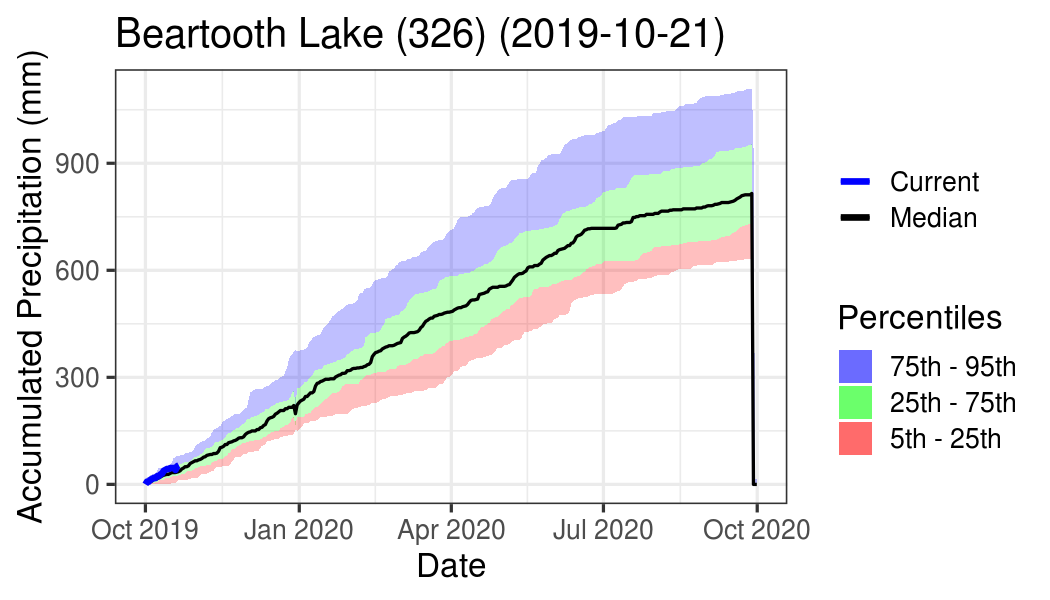 Beartooth Lake (326) (2019-10-21)
Accumulated Precipitation (mm)
900
600
300
0
Oct 2019
Jan 2020
Apr 2020
Jul 2020
Oct 2020
Date
Current
Median
Percentiles
75th - 95th
25th - 75th
5th - 25th